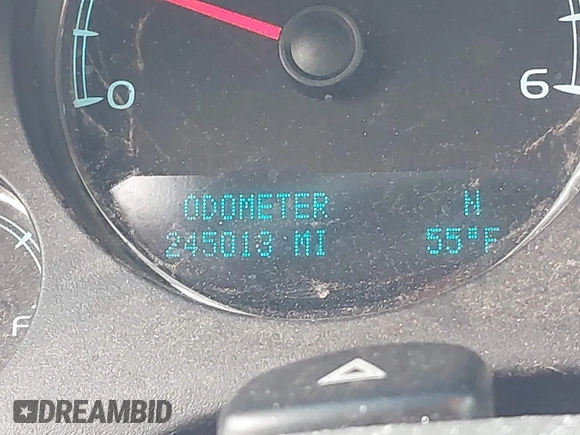 0
6
ODOMETER N
245013 MI 55°F
F
DREAMBID